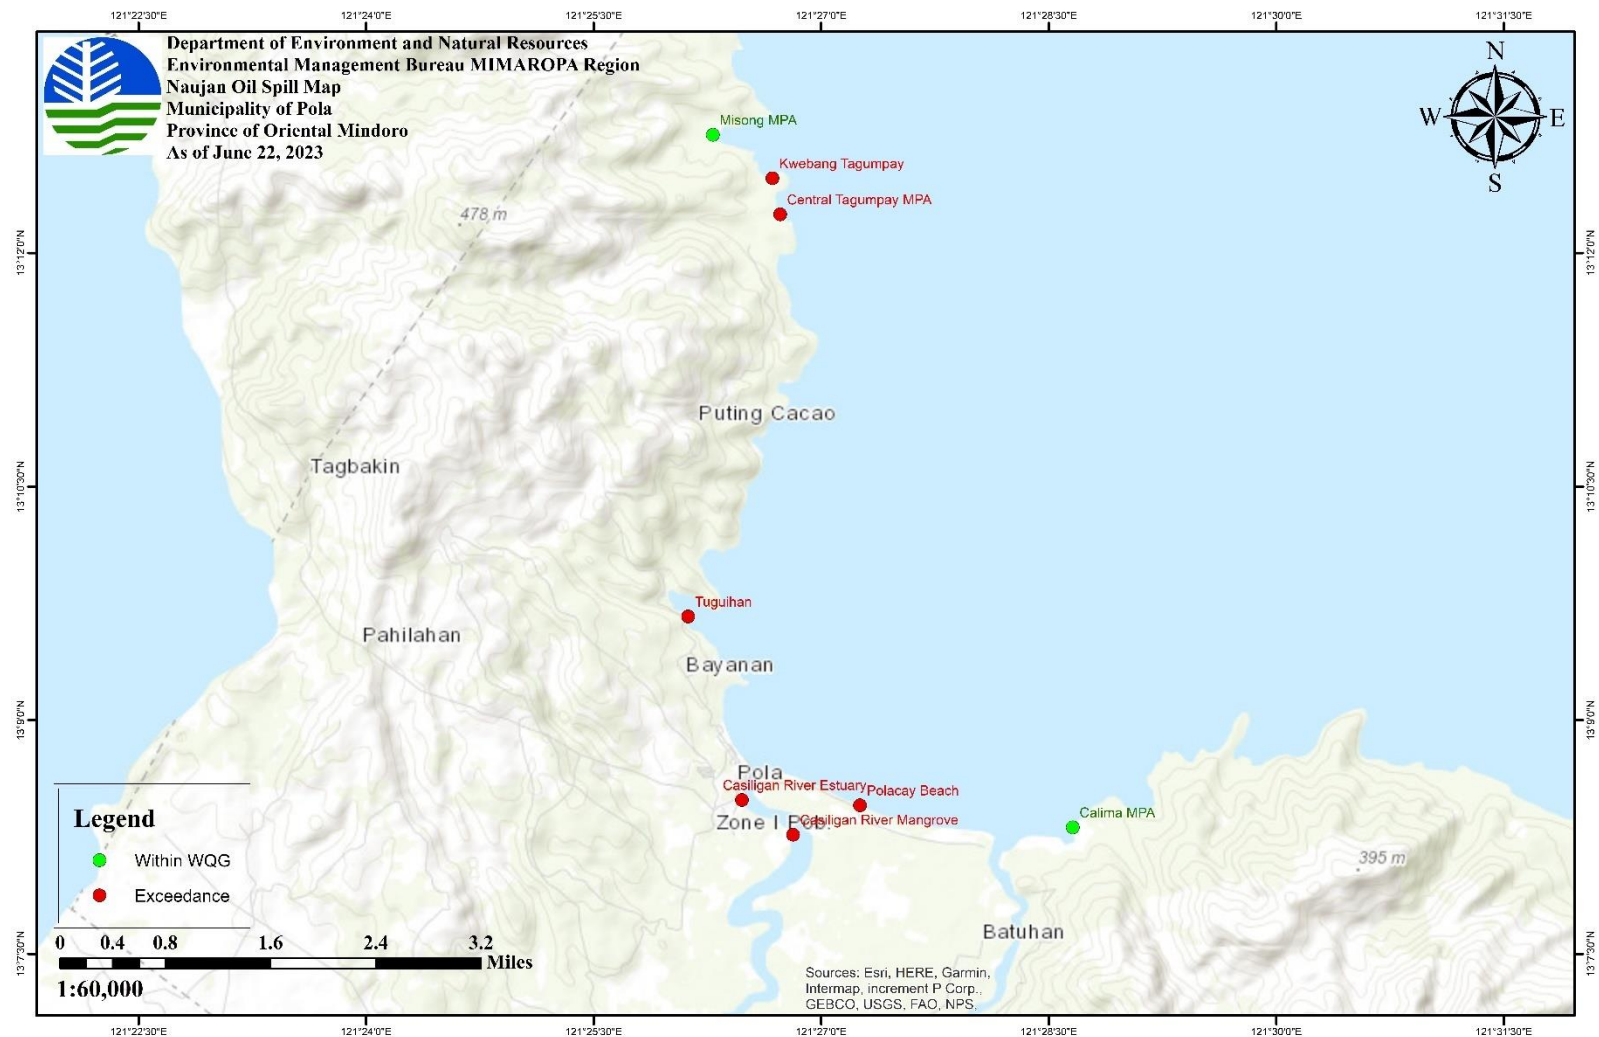 121°22'30"E 121°24'0"E 121°25'30"E 121°27'0"E 121°28'30"E 121°30'0"E 121°31'30"E
Department of Environment and Natural Resources
Environmental Management Bureau MIMAROPA Region
Naujan Oil Spill Map
Municipality of Pola
Province of Oriental Mindoro
As of June 22, 2023
N
W E
S
Misong MPA
Kwebang Tagumpay
Central Tagumpay MPA
478 m
13°12'0"N 13°12'0"N
Puting Cacao
Tagbakin
13°10'30"N 13°10'30"N
Tuguihan
Pahilahan
Bayanan
13°9'0"N 13°9'0"N
Pola
Casiligan River Estuary
Polacay Beach
Calima MPA
Zone I Pob.
Casiligan River Mangrove
395 m
Batuhan
Legend
Within WQG
Exceedance
0 0.4 0.8 1.6 2.4 3.2
Miles
1:60,000
13°7'30"N 13°7'30"N
Sources: Esri, HERE, Garmin,
Intermap, increment P Corp.,
GEBCO, USGS, FAO, NPS,
121°22'30"E 121°24'0"E 121°25'30"E 121°27'0"E 121°28'30"E 121°30'0"E 121°31'30"E